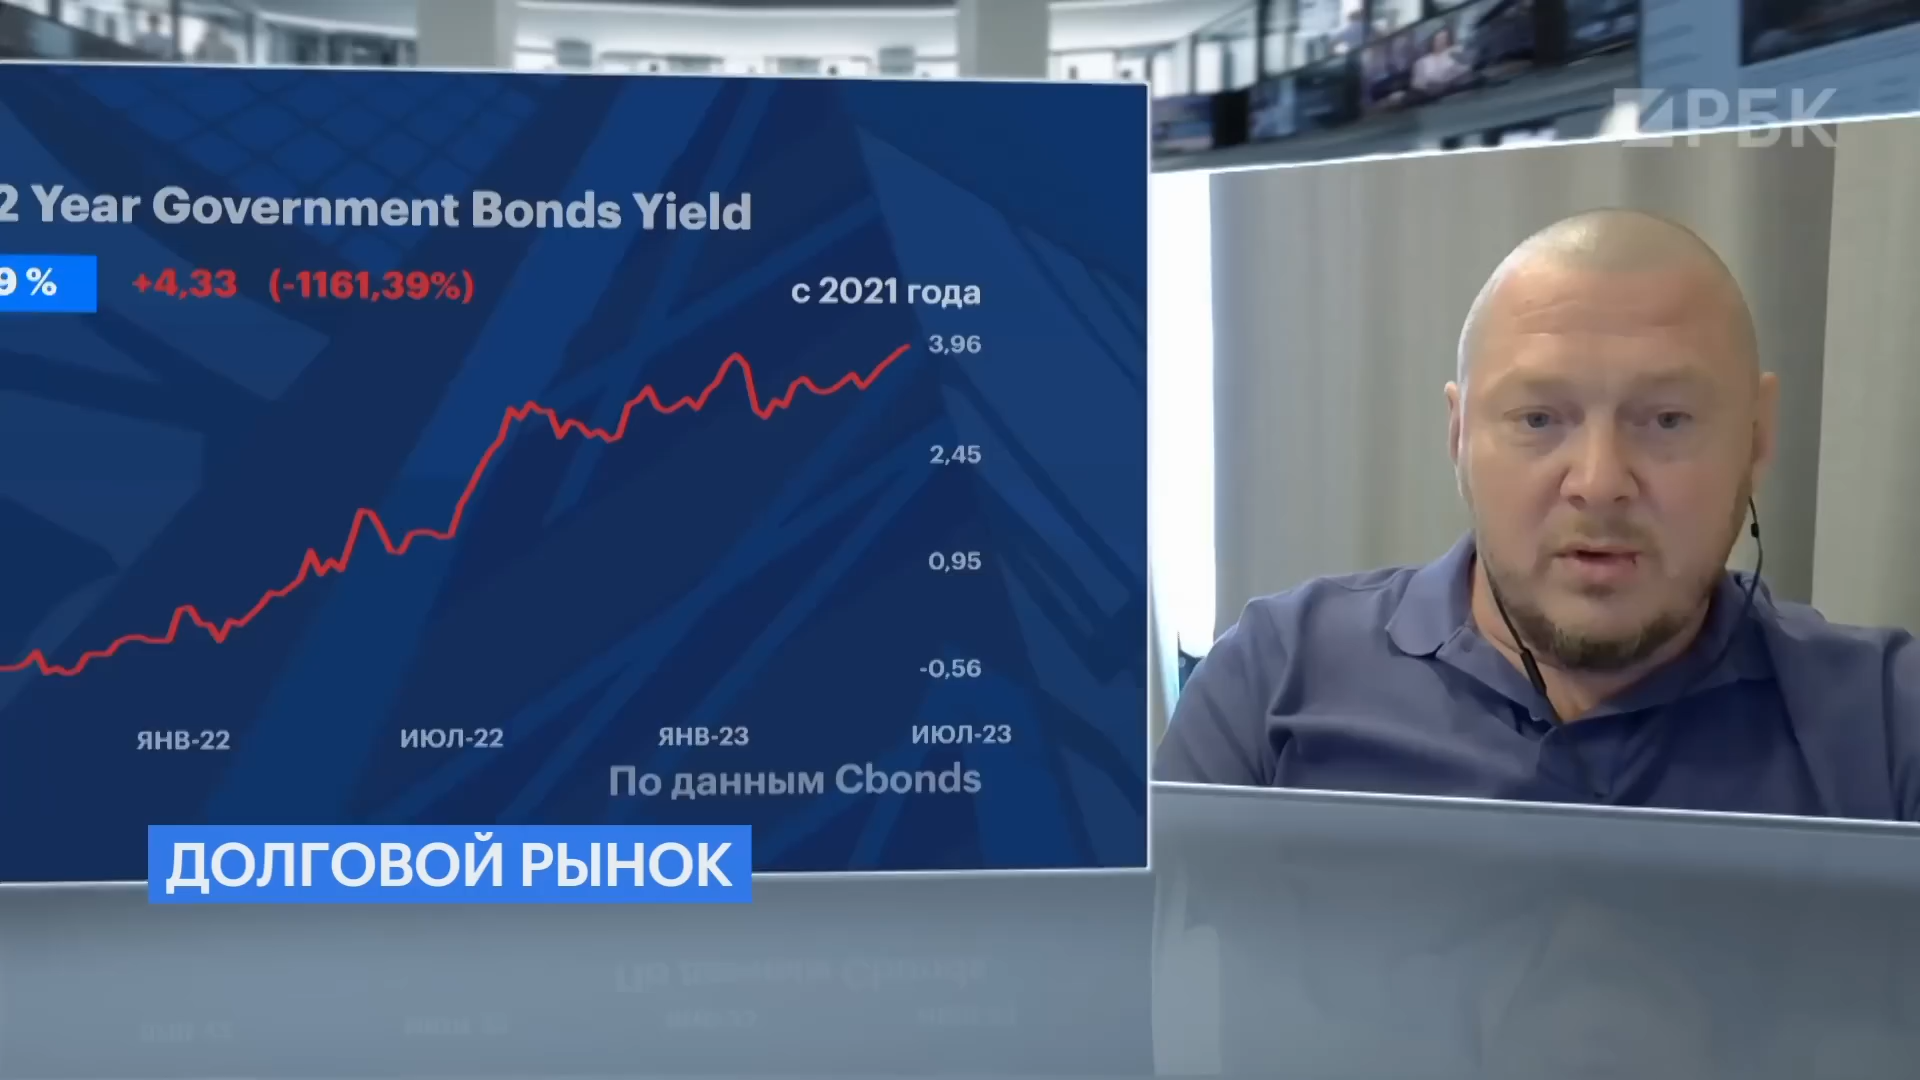 2 Year Government Bonds Yield
9 % +4,33 (-1161,39%)
с 2021 года
3,96
2,45
0,95
-0,56
ЯНВ-22 ИЮЛ-22 ЯНВ-23 ИЮЛ-23
По данным Cbonds
ДОЛГОВОЙ РЫНОК
РБК